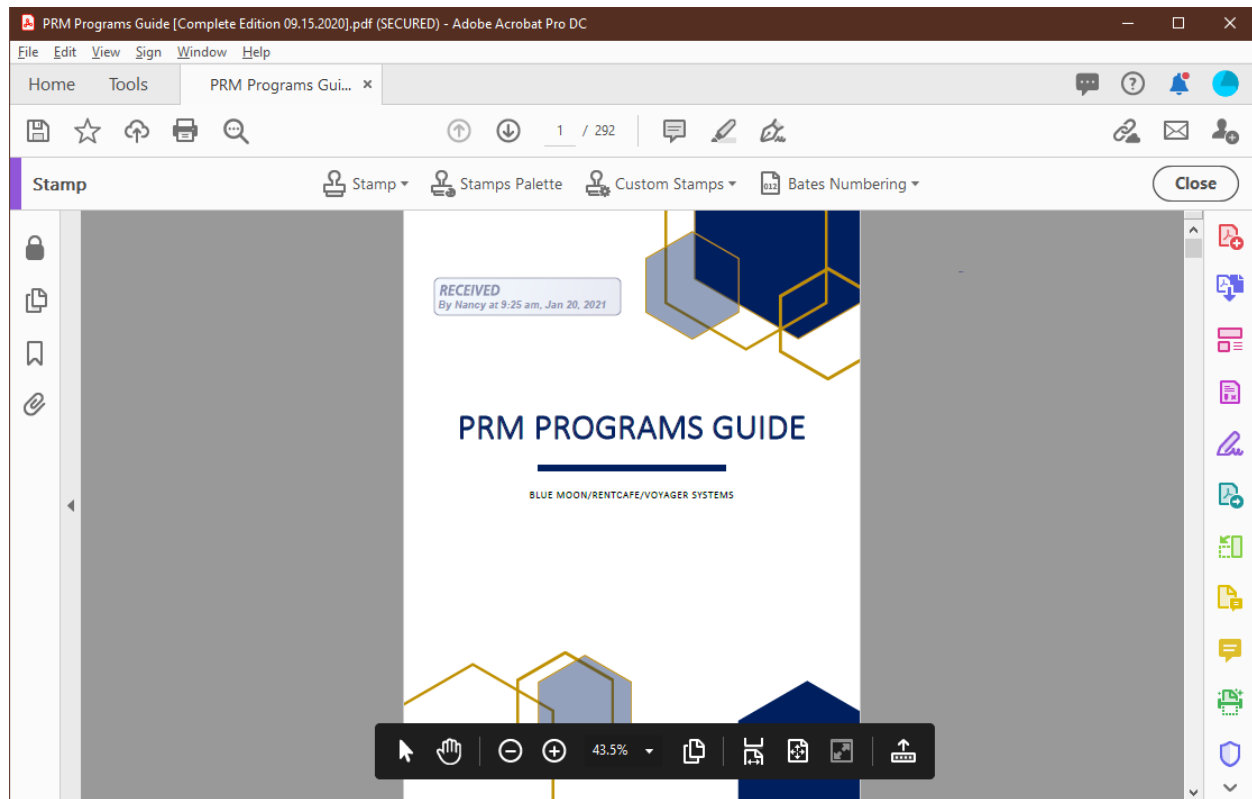 PRM Programs Guide [Complete Edition 09.15.2020].pdf (SECURED) - Adobe Acrobat Pro DC
File Edit View Sign Window Help
Home Tools PRM Programs Gui... ×
1 / 292
Stamp Stamp Stamps Palette Custom Stamps 012 Bates Numbering Close
RECEIVED
By Nancy at 9:25 am, Jan 20, 2021
PRM PROGRAMS GUIDE
BLUE MOON/RENTCAFE/VOYAGER SYSTEMS
43.5%